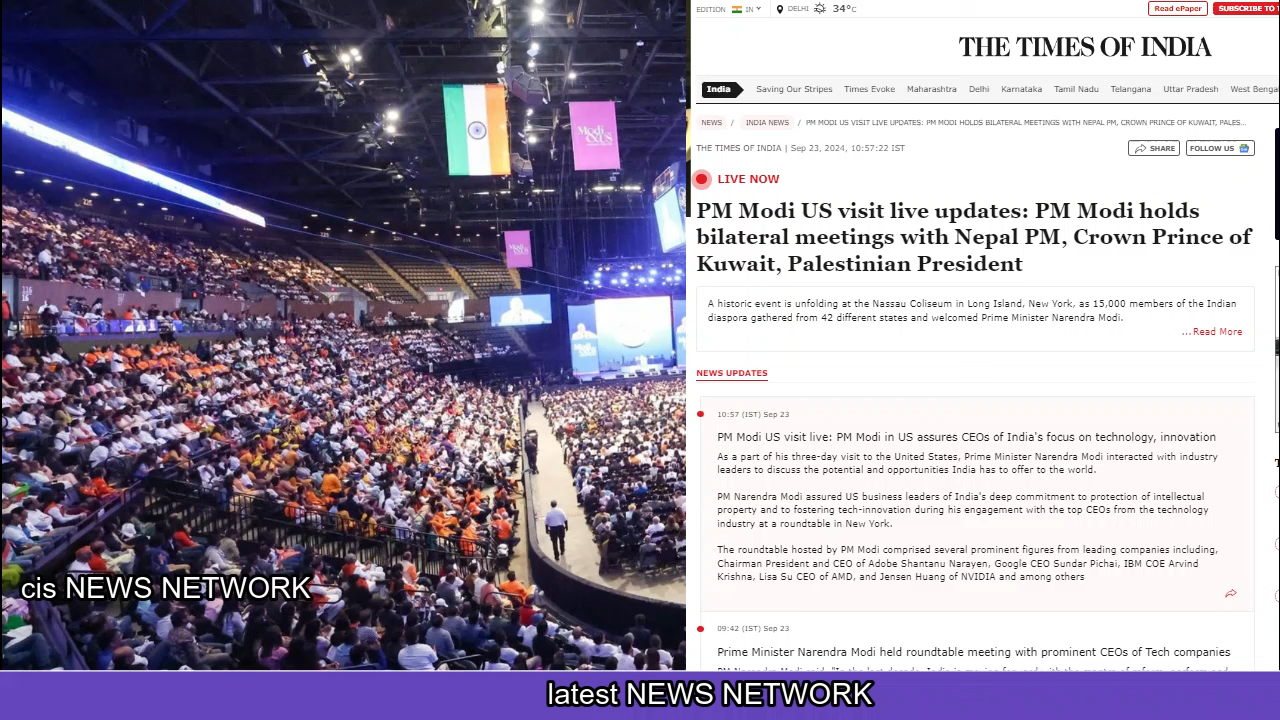 Modi
&US
cis NEWS NETWORK
EDITION IN DELHI 34°C Read ePaper SUBSCRIBE TO T
THE TIMES OF INDIA
India Saving Our Stripes Times Evoke Maharashtra Delhi Karnataka Tamil Nadu Telangana Uttar Pradesh West Benga
NEWS / INDIA NEWS / PM MODI US VISIT LIVE UPDATES: PM MODI HOLDS BILATERAL MEETINGS WITH NEPAL PM, CROWN PRINCE OF KUWAIT, PALES...
THE TIMES OF INDIA | Sep 23, 2024, 10:57:22 IST SHARE FOLLOW US
LIVE NOW
PM Modi US visit live updates: PM Modi holds
bilateral meetings with Nepal PM, Crown Prince of
Kuwait, Palestinian President
A historic event is unfolding at the Nassau Coliseum in Long Island, New York, as 15,000 members of the Indian
diaspora gathered from 42 different states and welcomed Prime Minister Narendra Modi.
...Read More
NEWS UPDATES
10:57 (IST) Sep 23
PM Modi US visit live: PM Modi in US assures CEOs of India's focus on technology, innovation
As a part of his three-day visit to the United States, Prime Minister Narendra Modi interacted with industry
leaders to discuss the potential and opportunities India has to offer to the world.
PM Narendra Modi assured US business leaders of India's deep commitment to protection of intellectual
property and to fostering tech-innovation during his engagement with the top CEOs from the technology
industry at a roundtable in New York.
The roundtable hosted by PM Modi comprised several prominent figures from leading companies including,
Chairman President and CEO of Adobe Shantanu Narayen, Google CEO Sundar Pichai, IBM COE Arvind
Krishna, Lisa Su CEO of AMD, and Jensen Huang of NVIDIA and among others
09:42 (IST) Sep 23
Prime Minister Narendra Modi held roundtable meeting with prominent CEOs of Tech companies
latest NEWS NETWORK